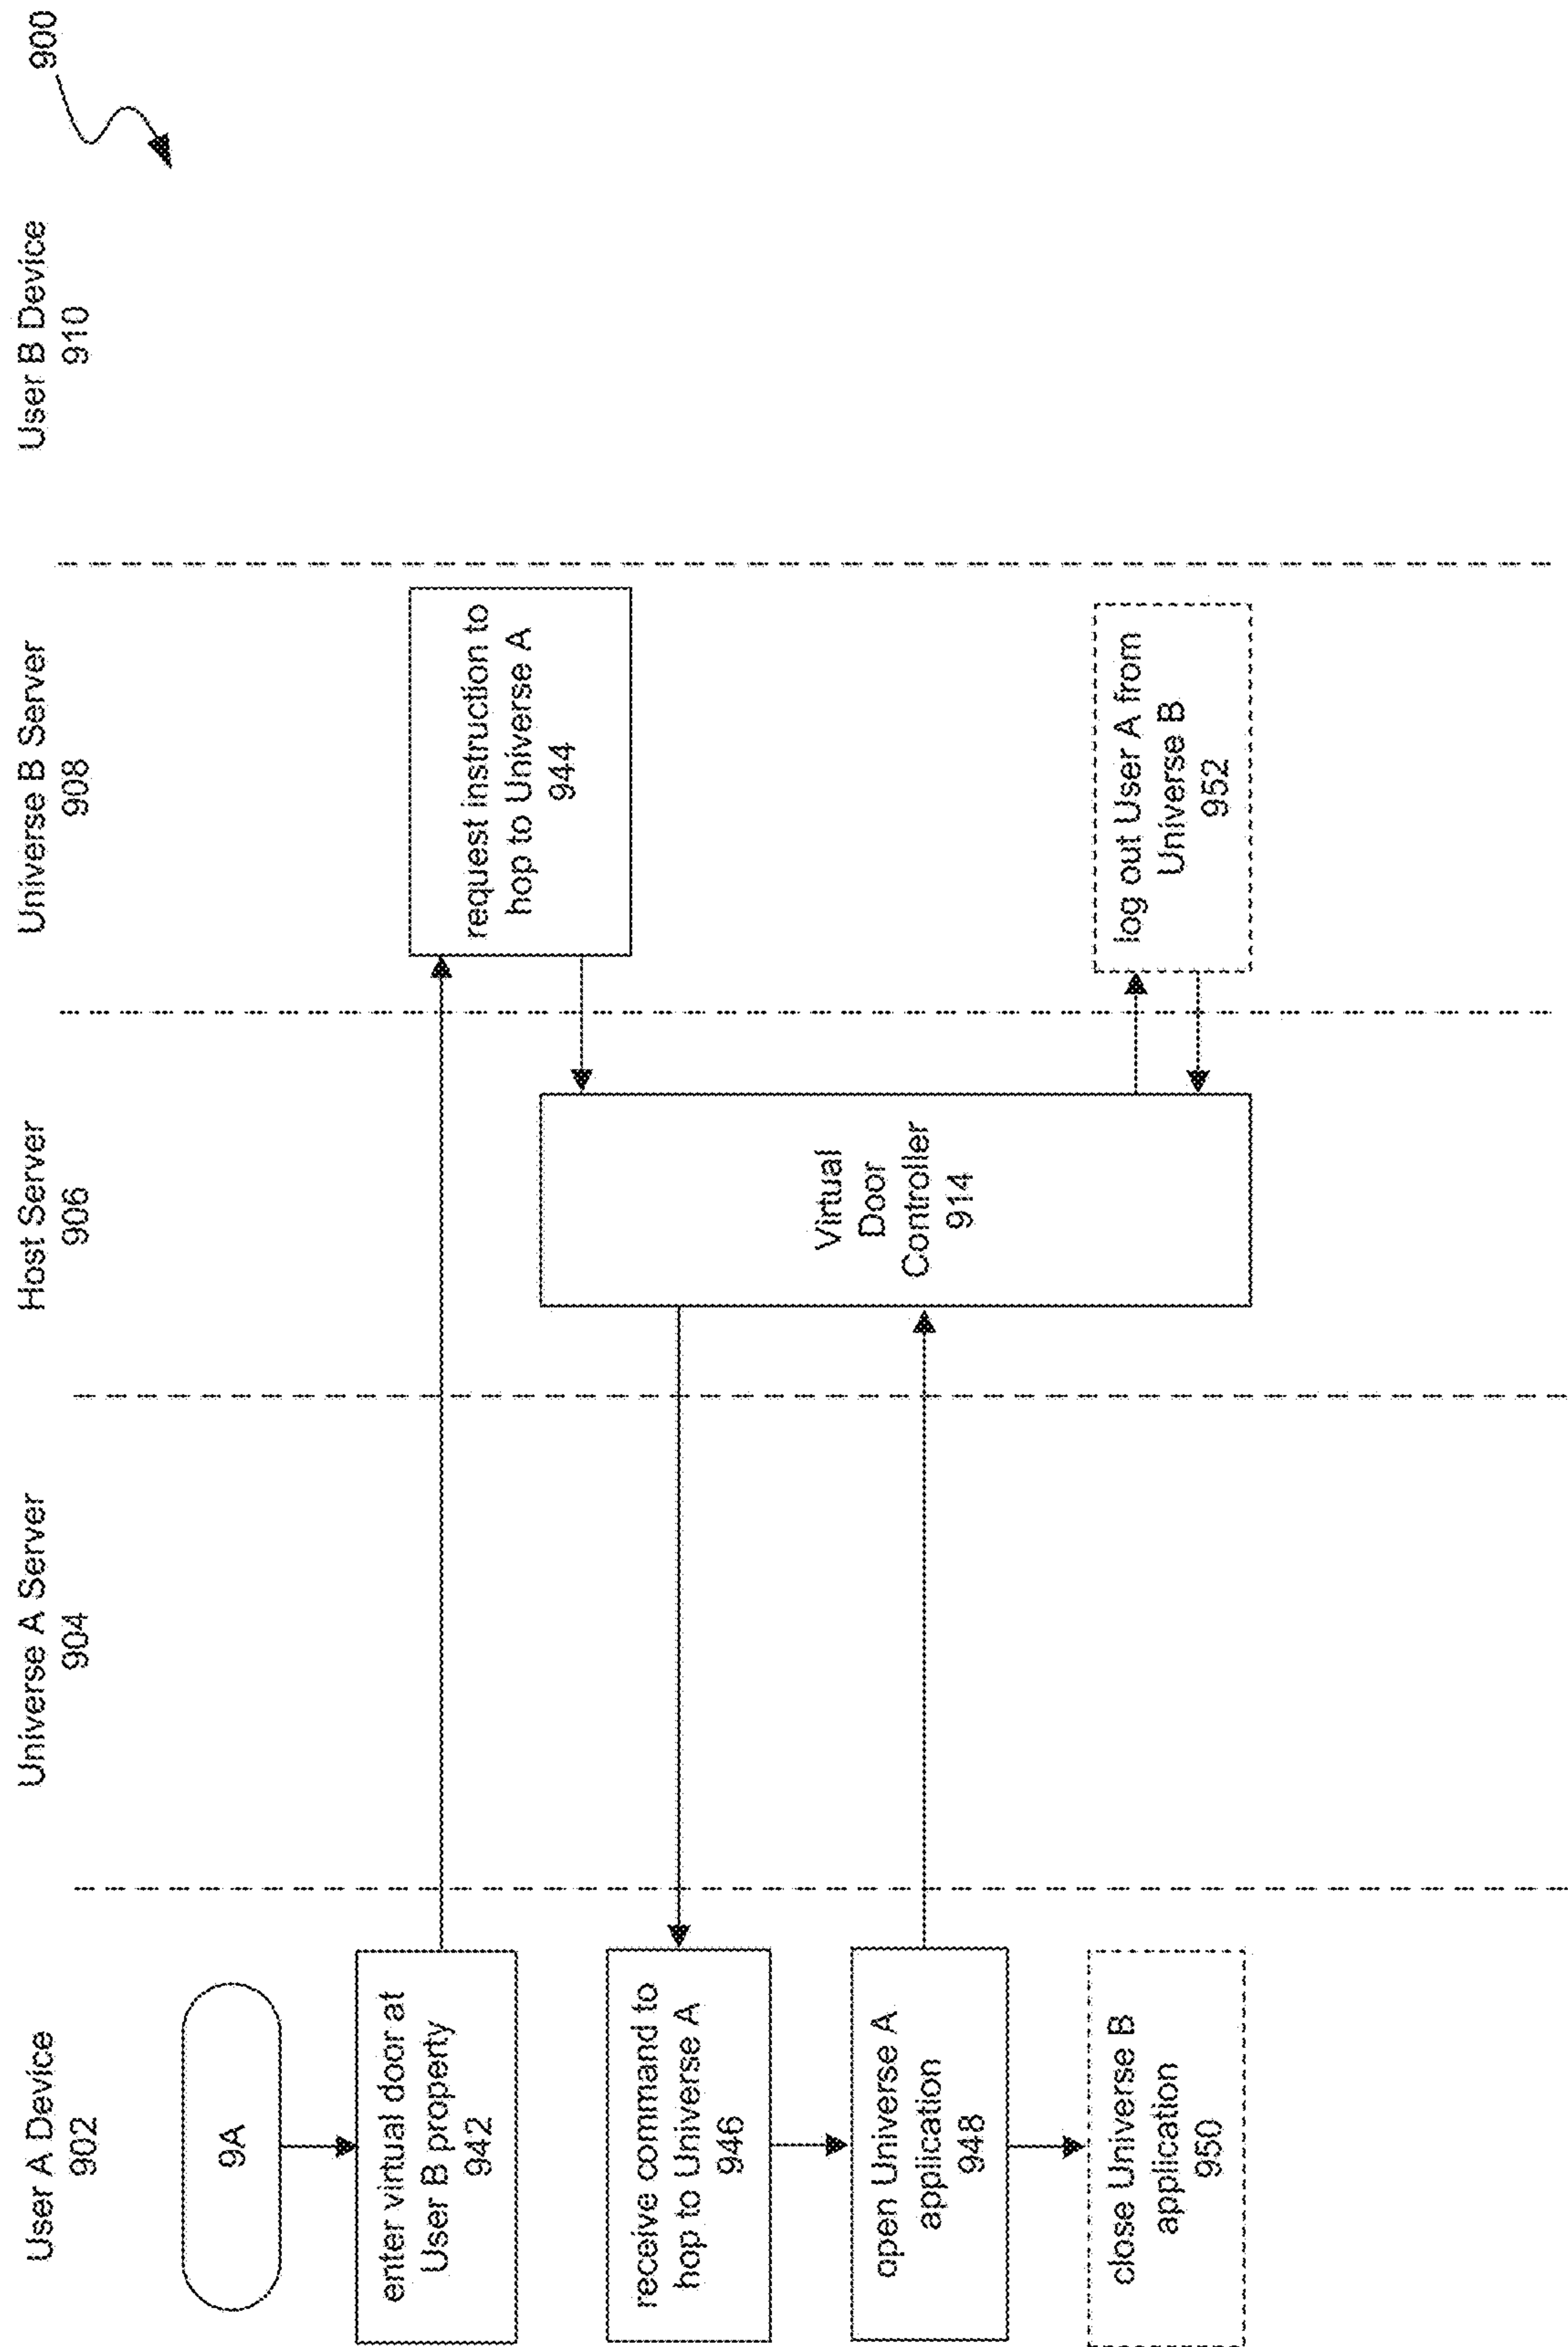 900
User A Device
902
Universe A Server
904
Host Server
906
Universe B Server
908
User B Device
910
9A
enter virtual door at
User B property
942
request instruction to
hop to Universe A
944
receive command to
hop to Universe A
946
Virtual
Door
Controller
914
open Universe A
application
948
close Universe B
application
950
log out User A from
Universe B
952